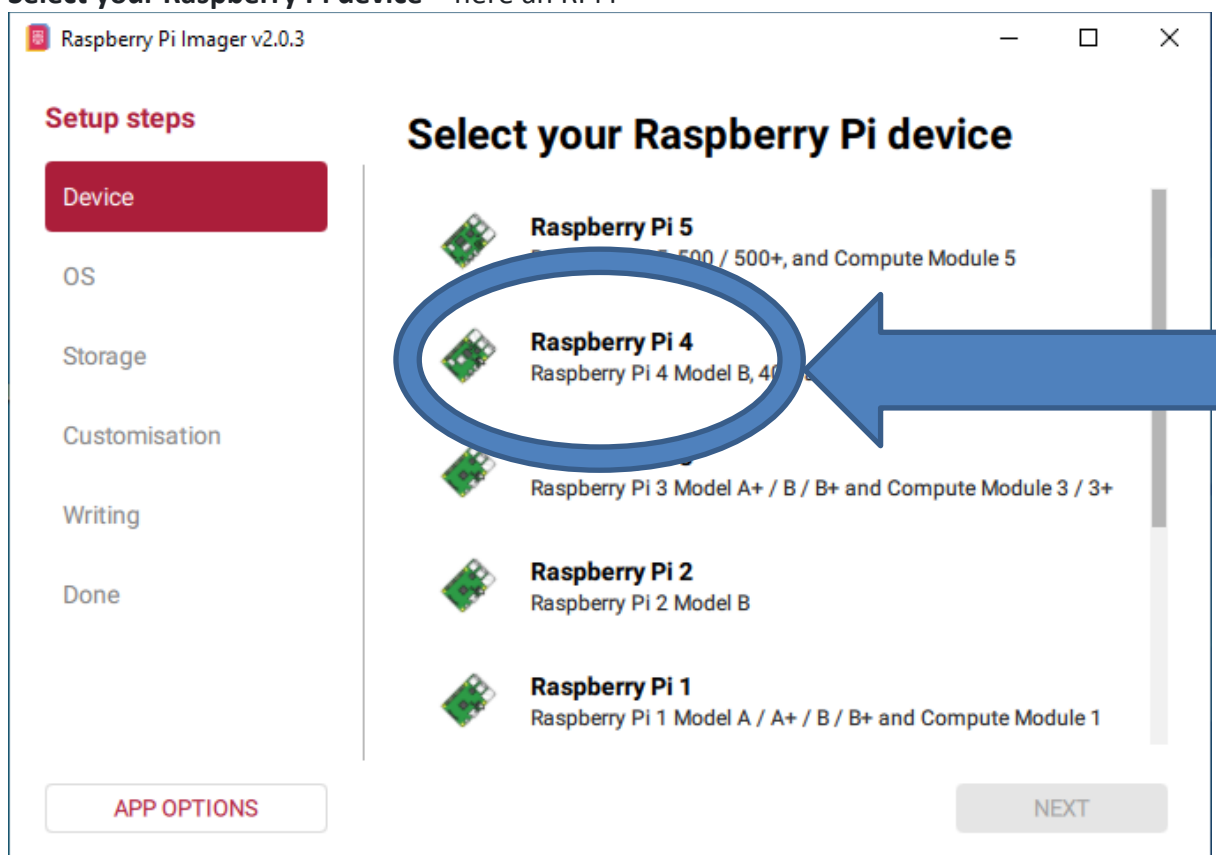 Raspberry Pi Imager v2.0.3
Setup steps
Select your Raspberry Pi device
Device
OS
Storage
Customisation
Writing
Done
Raspberry Pi 5
500 / 500+, and Compute Module 5
Raspberry Pi 4
Raspberry Pi 4 Model B,
Raspberry Pi 3 Model A+ / B / B+ and Compute Module 3 / 3+
Raspberry Pi 2
Raspberry Pi 2 Model B
Raspberry Pi 1
Raspberry Pi 1 Model A / A+ / B / B+ and Compute Module 1
APP OPTIONS
NEXT